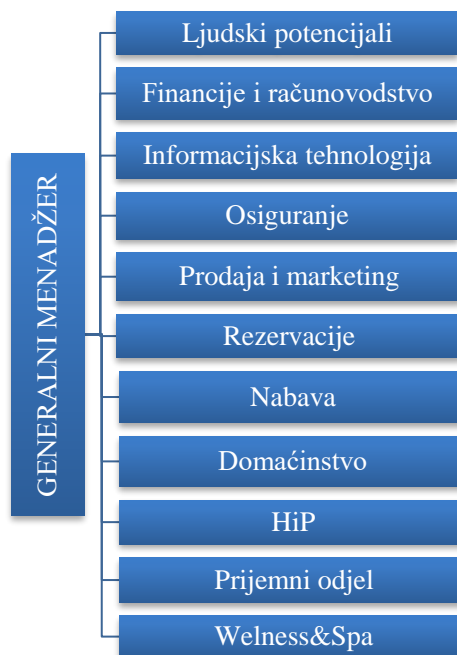 GENERALNI MENADŽER
Ljudski potencijali
Financije i računovodstvo
Informacijska tehnologija
Osiguranje
Prodaja i marketing
Rezervacije
Nabava
Domaćinstvo
HiP
Prijemni odjel
Welness&Spa